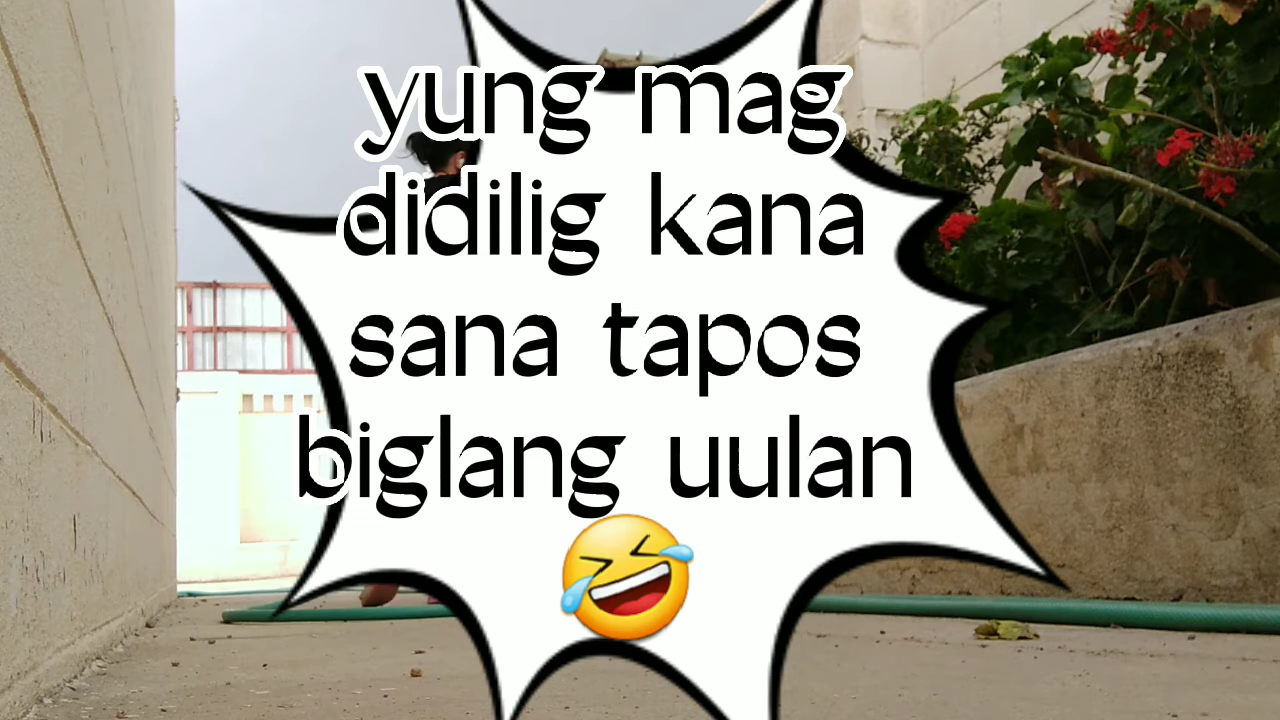 yung mag
didilig kana
sana tapos
biglang uulan
🤣